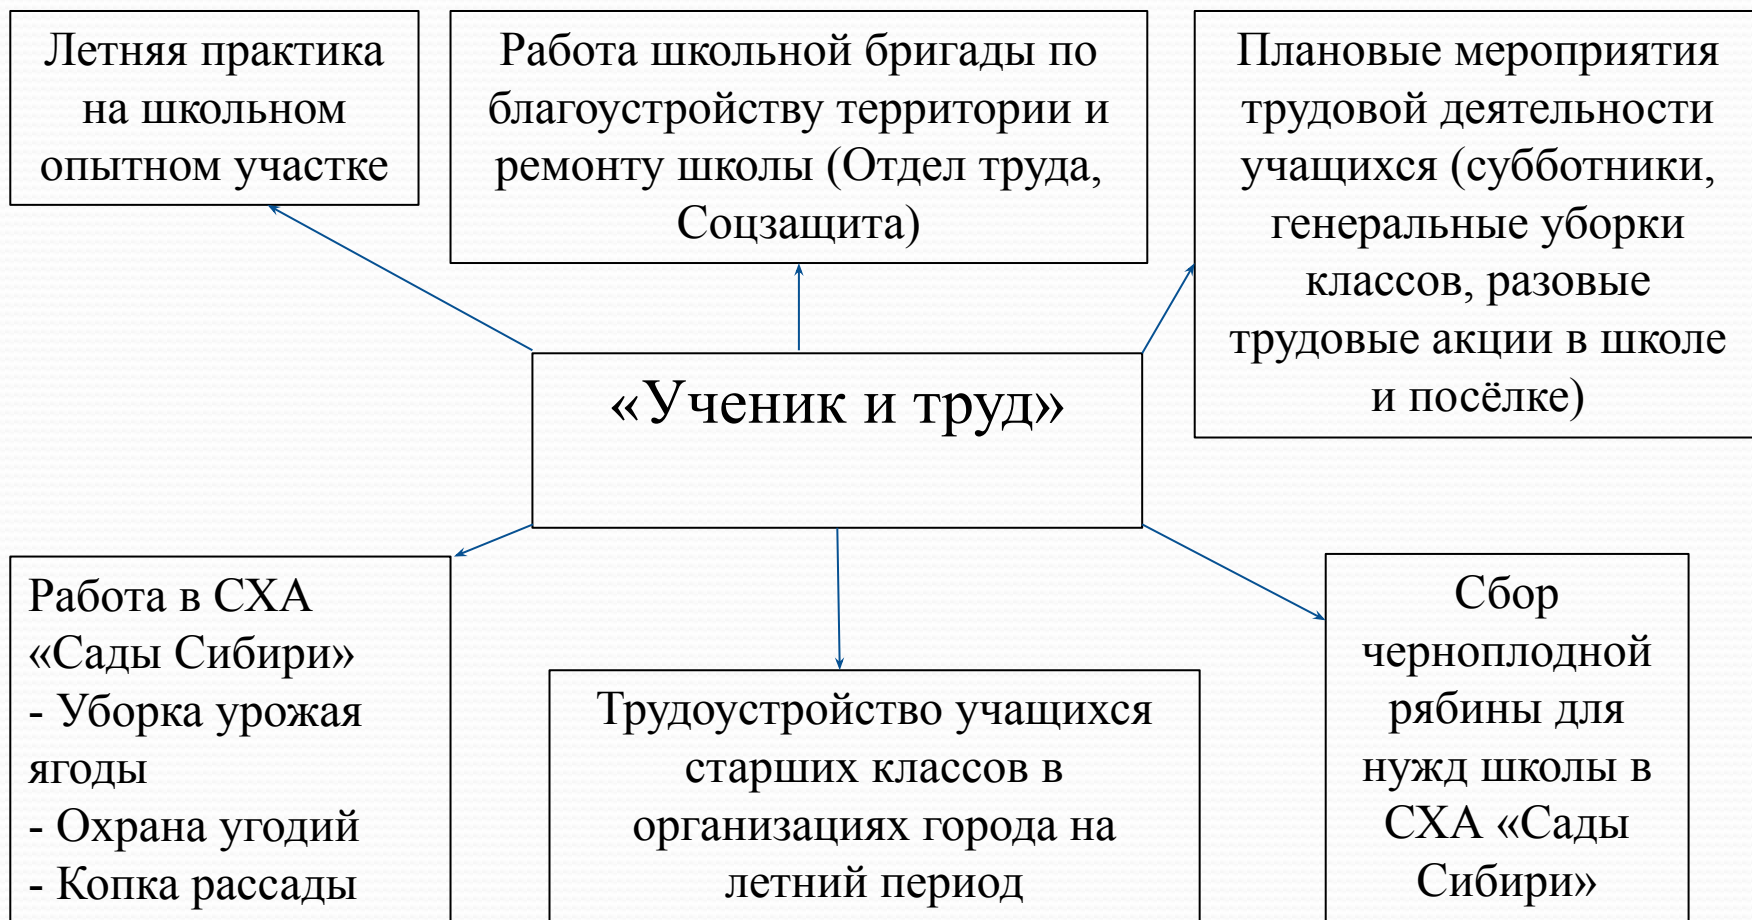 Летняя практика
на школьном
опытном участке
Работа школьной бригады по
благоустройству территории и
ремонту школы (Отдел труда,
Соцзащита)
Плановые мероприятия
трудовой деятельности
учащихся (субботники,
генеральные уборки
классов, разовые
трудовые акции в школе
и посёлке)
«Ученик и труд»
Работа в СХА
«Сады Сибири»
- Уборка урожая
ягоды
- Охрана угодий
- Копка рассады
Трудоустройство учащихся
старших классов в
организациях города на
летний период
Сбор
черноплодной
рябины для
нужд школы в
СХА «Сады
Сибири»